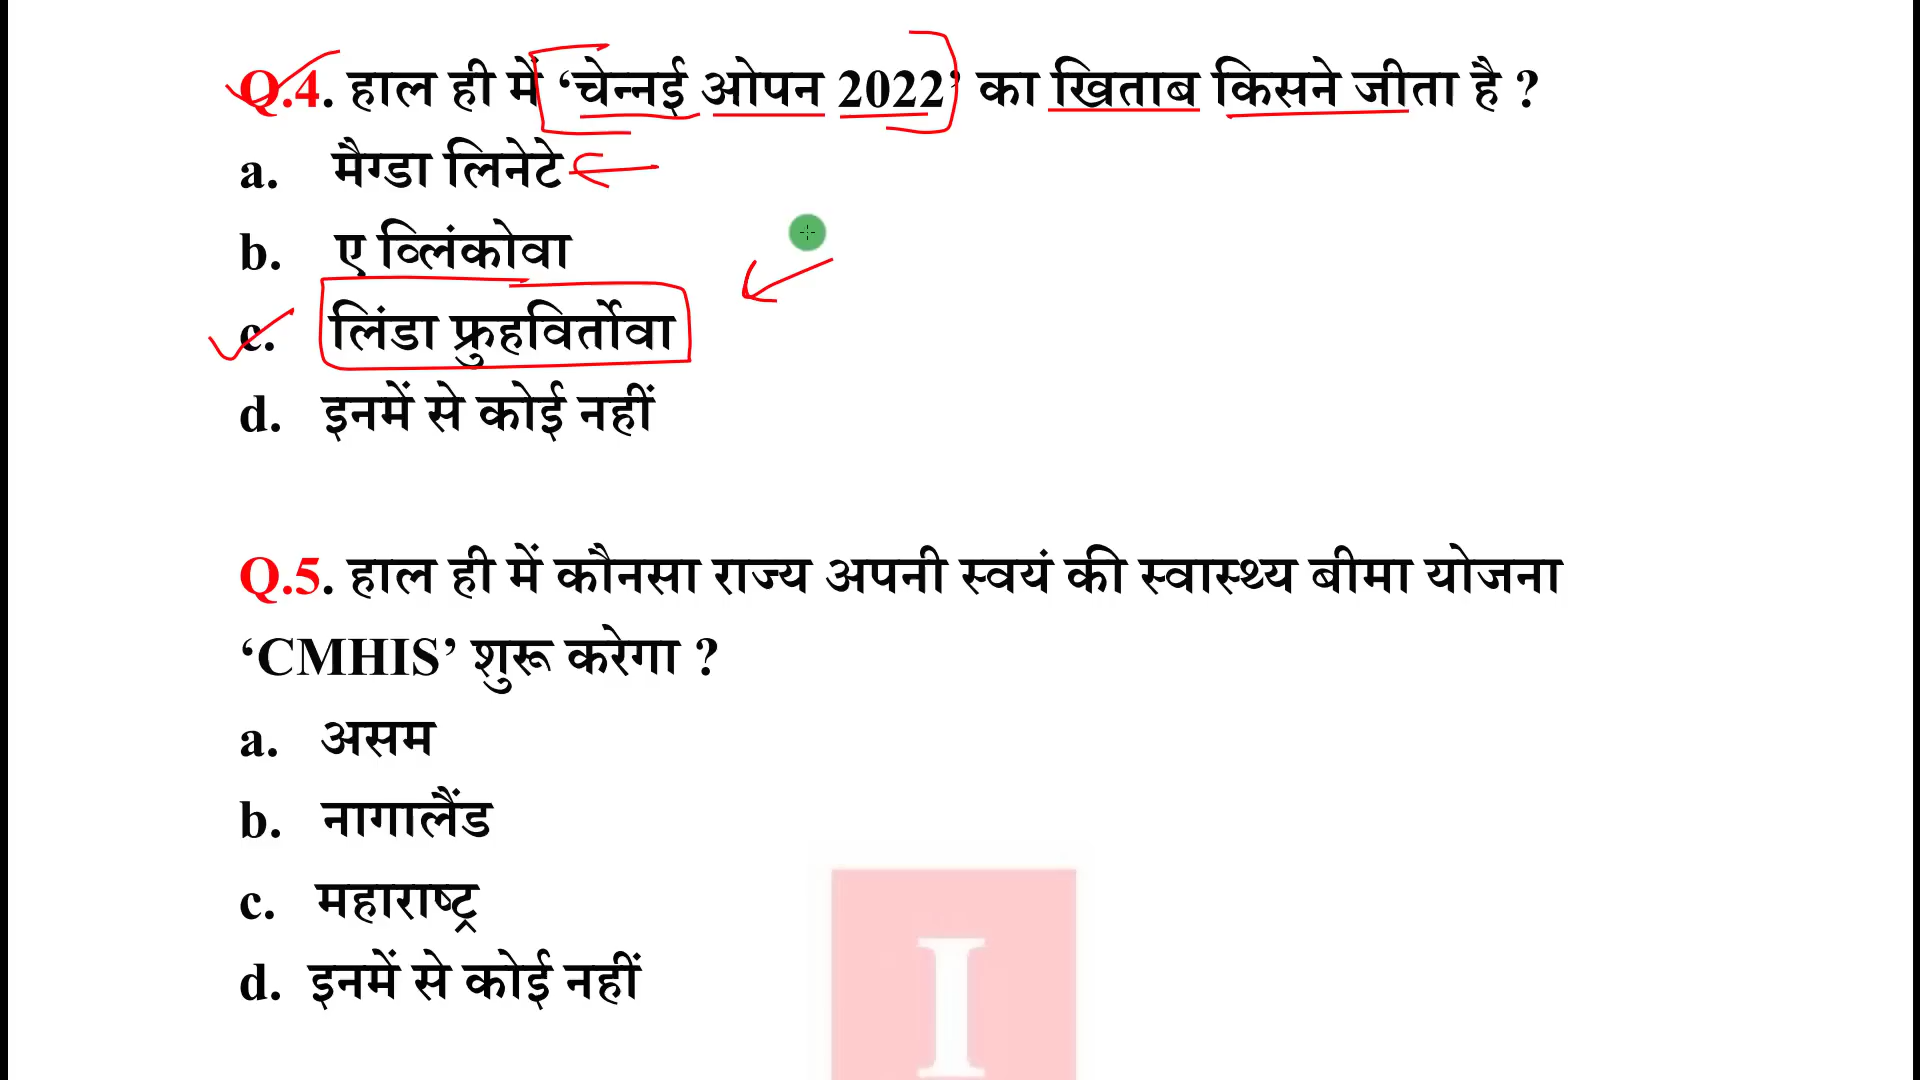 Q.4. हाल ही में ‘चेन्नई ओपन 2022’ का खिताब किसने जीता है ?
a. मैग्डा लिनेटे
b. ए व्लिंकोवा
c. लिंडा फ्रुहविर्तोवा
d. इनमें से कोई नहीं
Q.5. हाल ही में कौनसा राज्य अपनी स्वयं की स्वास्थ्य बीमा योजना
‘CMHIS’ शुरू करेगा ?
a. असम
b. नागालैंड
c. महाराष्ट्र
d. इनमें से कोई नहीं
I